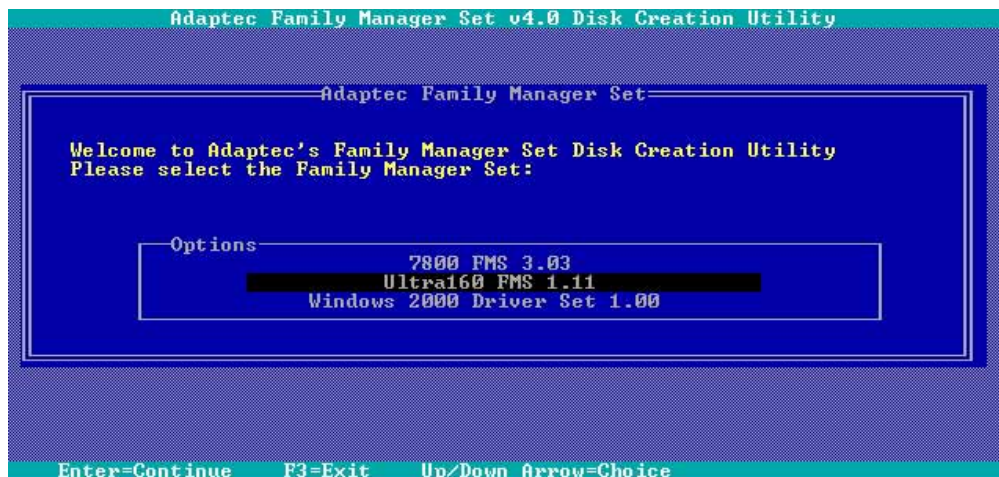 Adaptec Family Manager Set v4.0 Disk Creation Utility
Adaptec Family Manager Set
Welcome to Adaptec's Family Manager Set Disk Creation Utility
Please select the Family Manager Set:
Options
7800 FMS 3.03
Ultra160 FMS 1.11
Windows 2000 Driver Set 1.00
Enter=Continue F3=Exit Up/Down Arrow=Choice